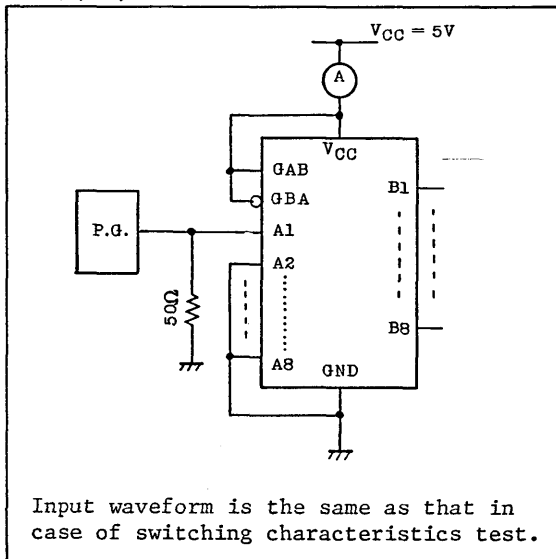 VCC = 5V
A
VCC
GAB
GBA
B1
P.G.
A1
A2
50Ω
B8
A8
GND
Input waveform is the same as that in
case of switching characteristics test.